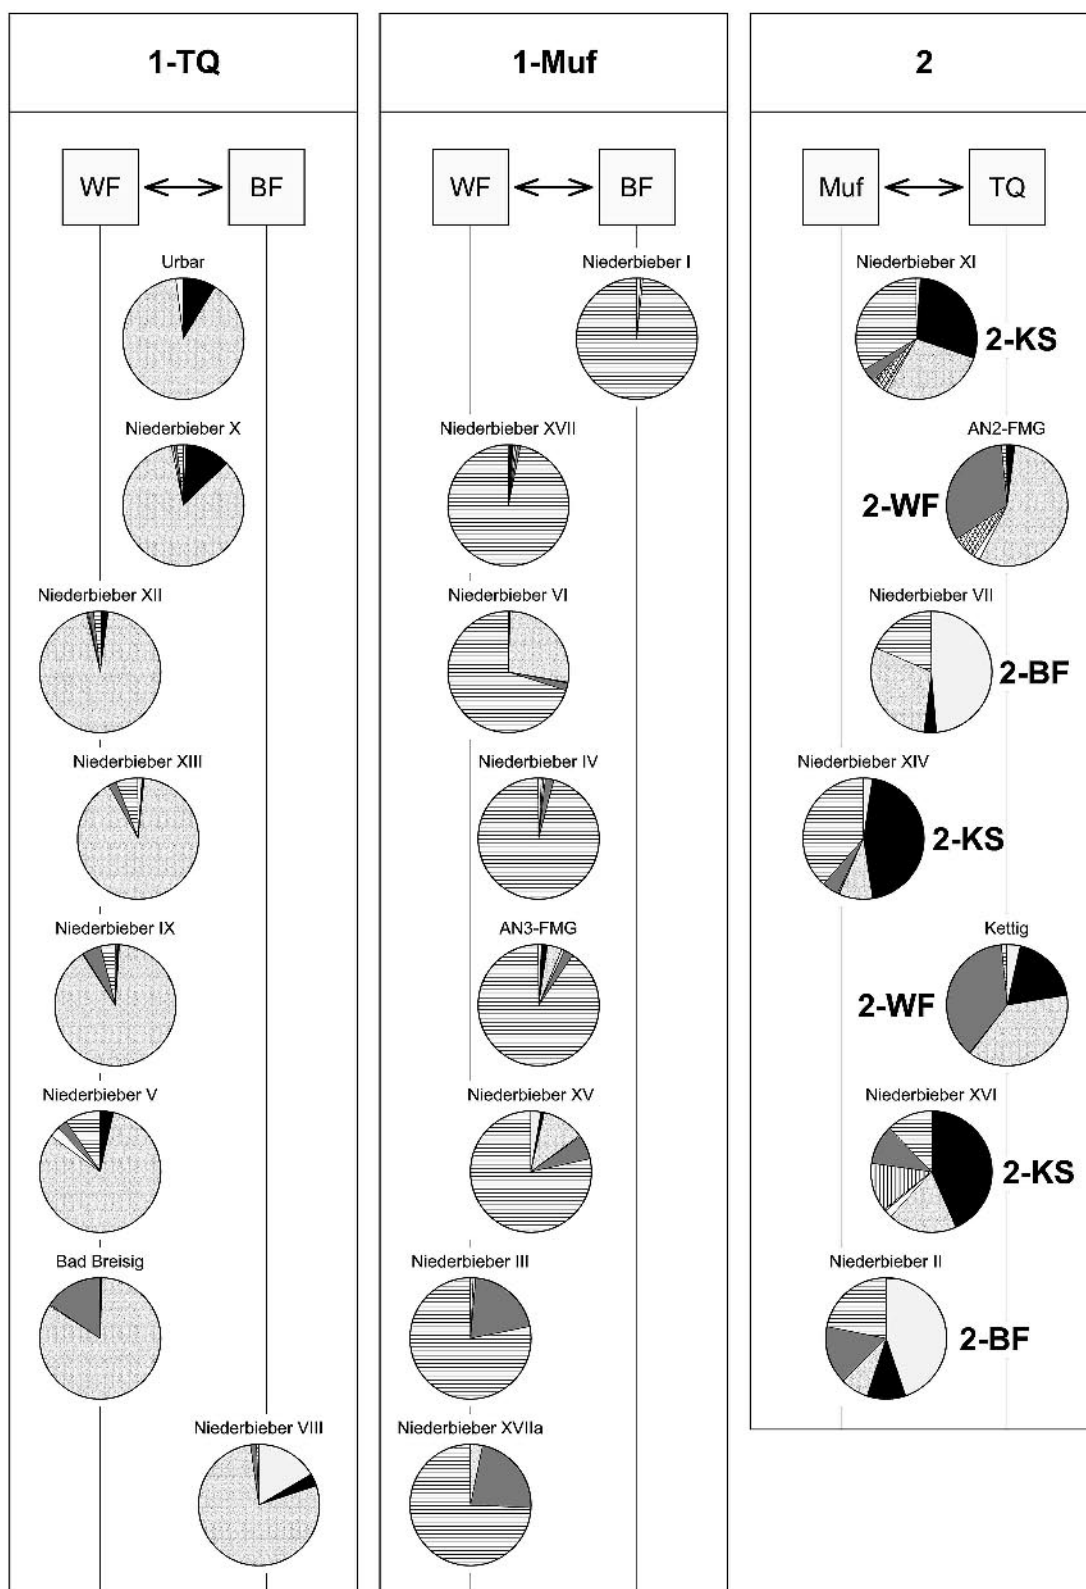 1-TQ
WF
BF
Urbar
Niederbieber X
Niederbieber XII
Niederbieber XIII
Niederbieber IX
Niederbieber V
Bad Breisig
Niederbieber VIII
1-Muf
WF
BF
Niederbieber I
Niederbieber XVII
Niederbieber VI
Niederbieber IV
AN3-FMG
Niederbieber XV
Niederbieber III
Niederbieber XVIIa
2
Muf
TQ
Niederbieber XI
2-KS
AN2-FMG
2-WF
Niederbieber VII
2-BF
Niederbieber XIV
2-KS
Kettig
2-WF
Niederbieber XVI
2-KS
Niederbieber II
2-BF